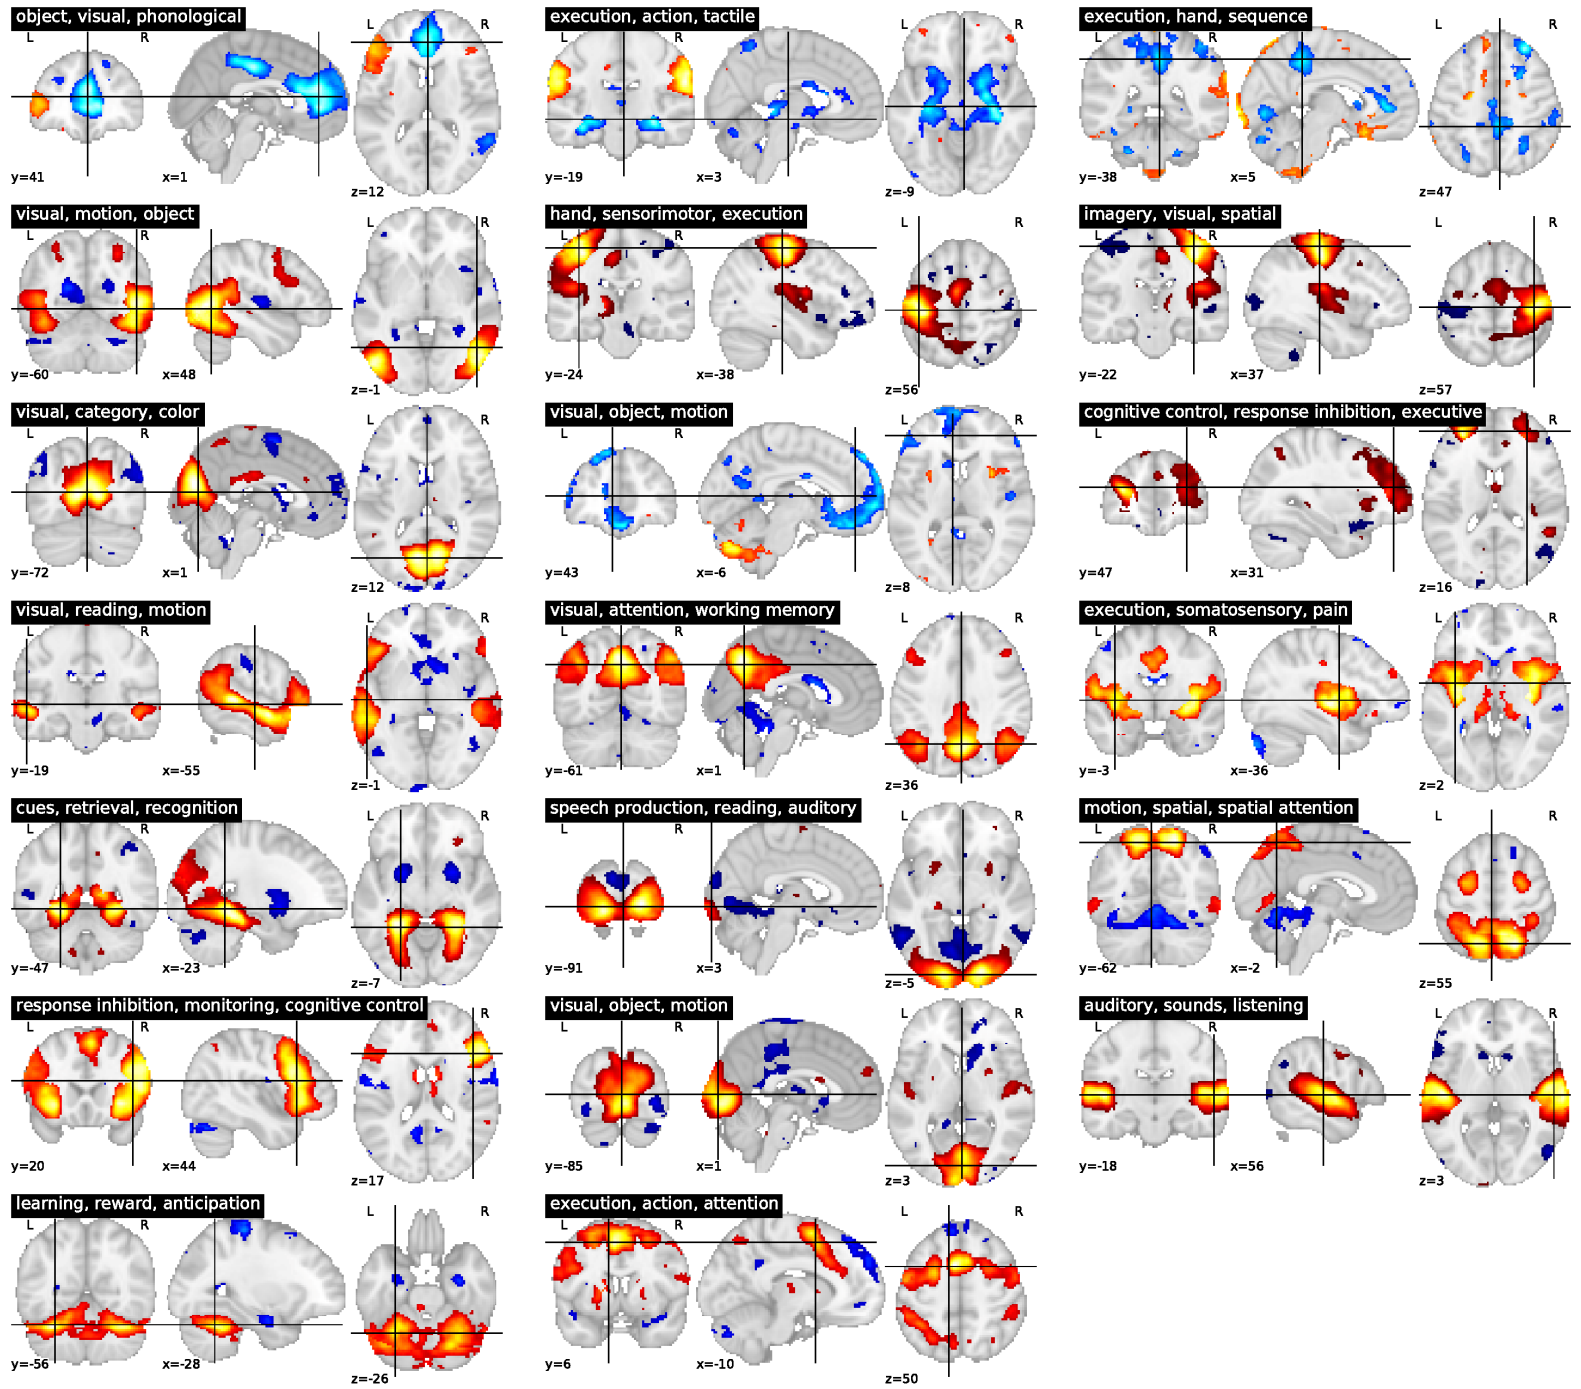 object, visual, phonological
L R
y=41 x=1 z=12
execution, action, tactile
L R
y=-19 x=3 z=-9
execution, hand, sequence
L R
y=-38 x=5 z=47
visual, motion, object
L R
y=-60 x=48 z=-1
hand, sensorimotor, execution
L R
y=-24 x=-38 z=56
imagery, visual, spatial
L R
y=-22 x=37 z=57
visual, category, color
L R
y=-72 x=1 z=12
visual, object, motion
L R
y=43 x=-6 z=8
cognitive control, response inhibition, executive
L R
y=47 x=31 z=16
visual, reading, motion
L R
y=-19 x=-55 z=-1
visual, attention, working memory
L R
y=-61 x=1 z=36
execution, somatosensory, pain
L R
y=-3 x=-36 z=2
cues, retrieval, recognition
L R L R
y=-47 x=-23 z=-7
speech production, reading, auditory
L R L R
y=-91 x=3 z=-5
motion, spatial, spatial attention
L R L R
y=-62 x=-2 z=55
response inhibition, monitoring, cognitive control
L R L R
y=20 x=44 z=17
visual, object, motion
L R L R
y=-85 x=1 z=3
auditory, sounds, listening
L R L R
y=-18 x=56 z=3
learning, reward, anticipation
L R L R
y=-56 x=-28 z=-26
execution, action, attention
L R L R
y=6 x=-10 z=50